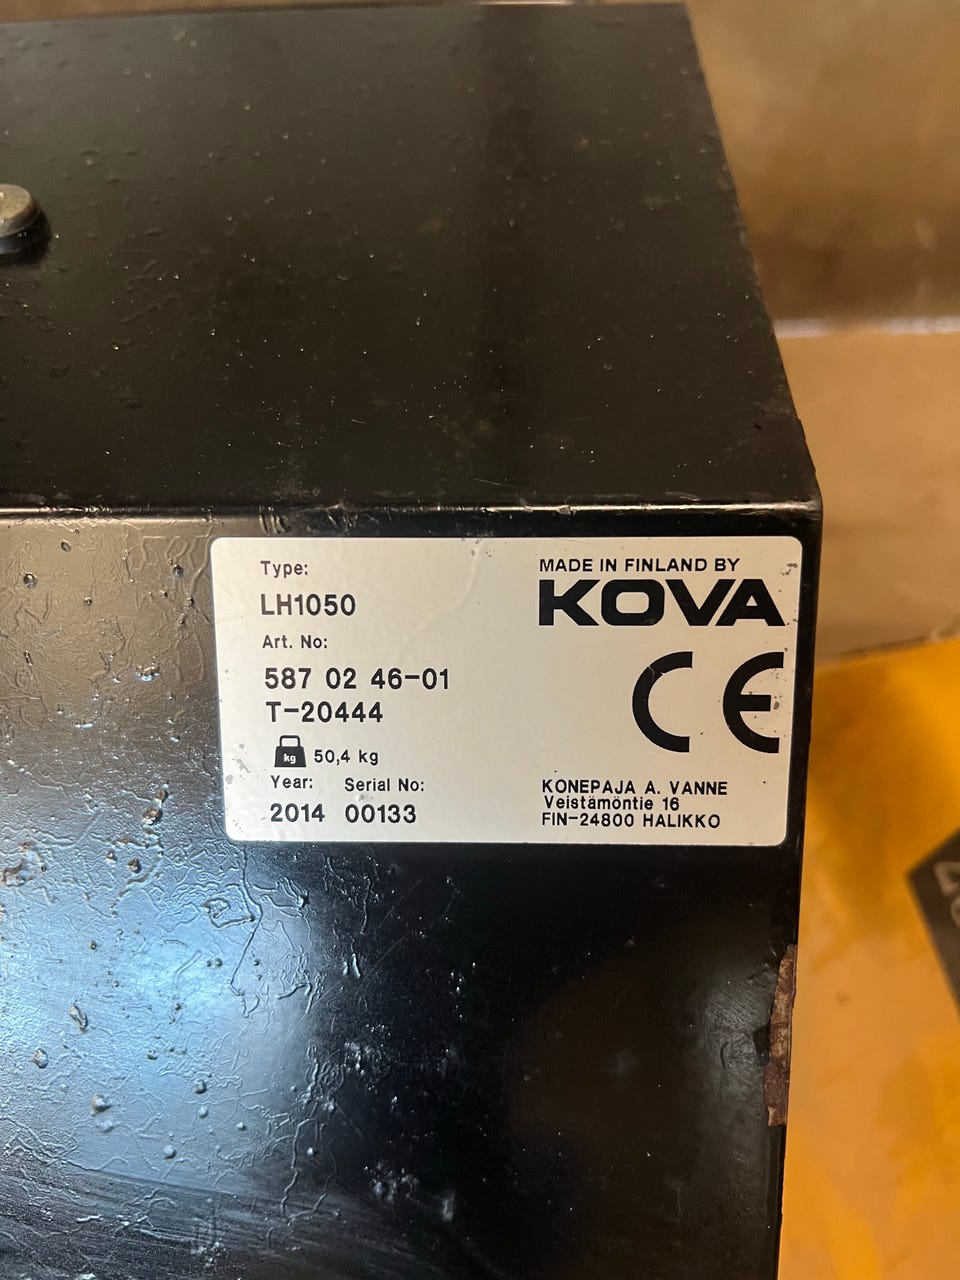 Type:
LH1050
Art. No:
587 02 46-01
T-20444
kg 50,4 kg
Year: Serial No:
2014 00133
MADE IN FINLAND BY
KOVA
CE
KONEPAJA A. VANNE
Veistämöntie 16
FIN-24800 HALIKKO